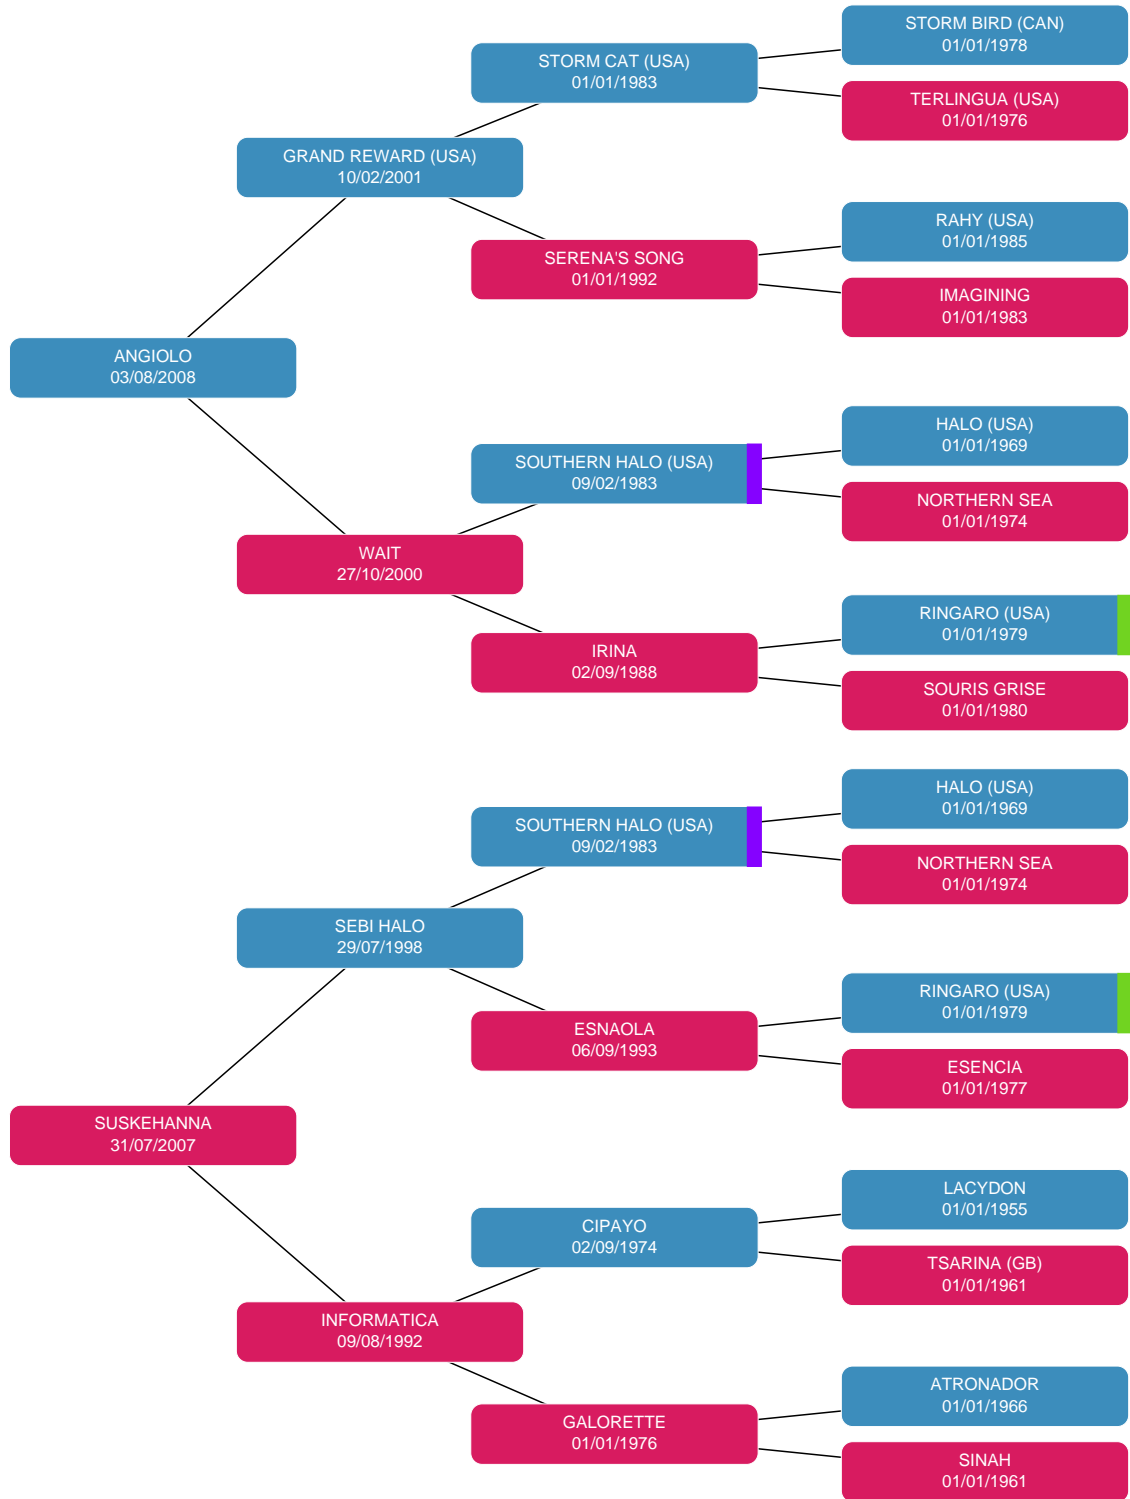 STORM BIRD (CAN)
01/01/1978
STORM CAT (USA)
01/01/1983
TERLINGUA (USA)
01/01/1976
GRAND REWARD (USA)
10/02/2001
RAHY (USA)
01/01/1985
SERENA'S SONG
01/01/1992
IMAGINING
01/01/1983
ANGIOLO
03/08/2008
HALO (USA)
01/01/1969
SOUTHERN HALO (USA)
09/02/1983
NORTHERN SEA
01/01/1974
WAIT
27/10/2000
RINGARO (USA)
01/01/1979
IRINA
02/09/1988
SOURIS GRISE
01/01/1980
HALO (USA)
01/01/1969
SOUTHERN HALO (USA)
09/02/1983
NORTHERN SEA
01/01/1974
SEBI HALO
29/07/1998
RINGARO (USA)
01/01/1979
ESNAOLA
06/09/1993
ESENCIA
01/01/1977
SUSKEHANNA
31/07/2007
LACYDON
01/01/1955
CIPAYO
02/09/1974
TSARINA (GB)
01/01/1961
INFORMATICA
09/08/1992
ATRONADOR
01/01/1966
GALORETTE
01/01/1976
SINAH
01/01/1961